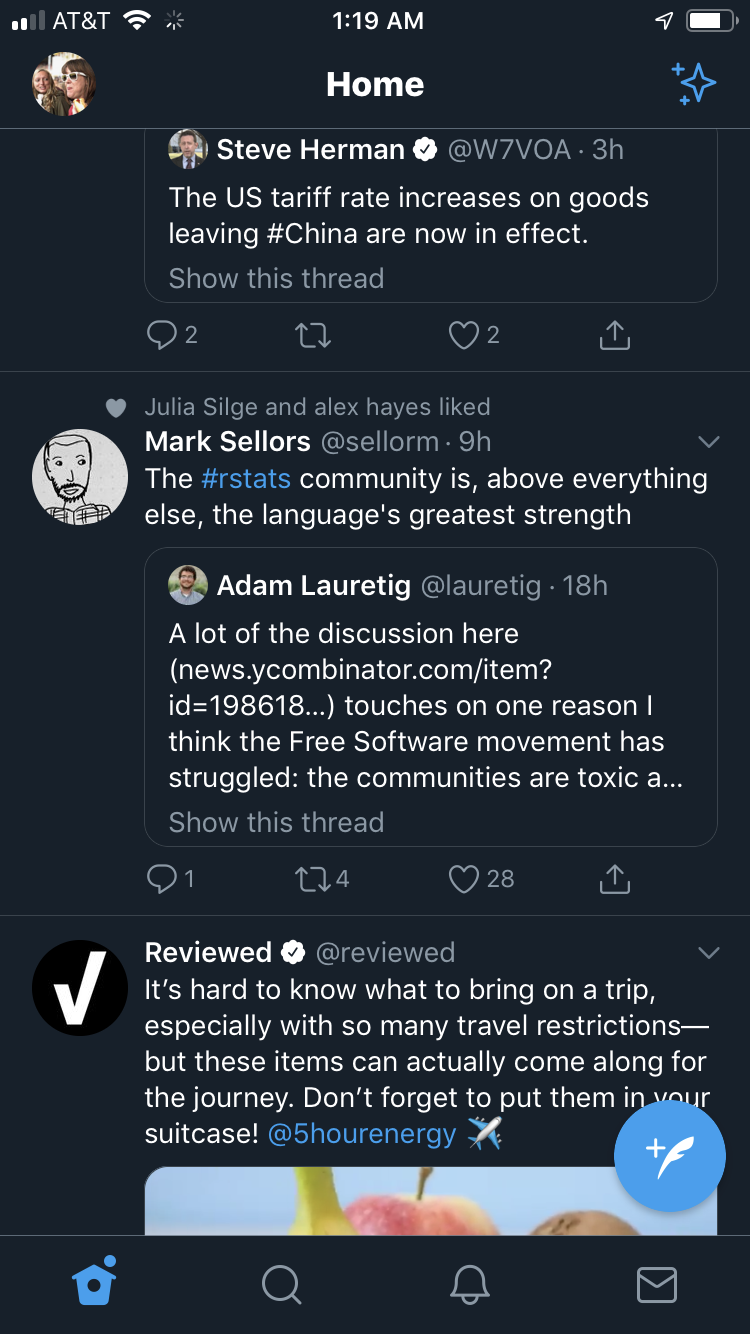 AT&T 1:19 AM
Home
Steve Herman @W7VOA · 3h
The US tariff rate increases on goods
leaving #China are now in effect.
Show this thread
2 2
Julia Silge and alex hayes liked
Mark Sellors @sellorm · 9h
The #rstats community is, above everything
else, the language's greatest strength
Adam Lauretig @lauretig · 18h
A lot of the discussion here
(news.ycombinator.com/item?
id=198618...) touches on one reason I
think the Free Software movement has
struggled: the communities are toxic a...
Show this thread
1 4 28
Reviewed @reviewed
It’s hard to know what to bring on a trip,
especially with so many travel restrictions—
but these items can actually come along for
the journey. Don’t forget to put them in your
suitcase! @5hourenergy ✈️